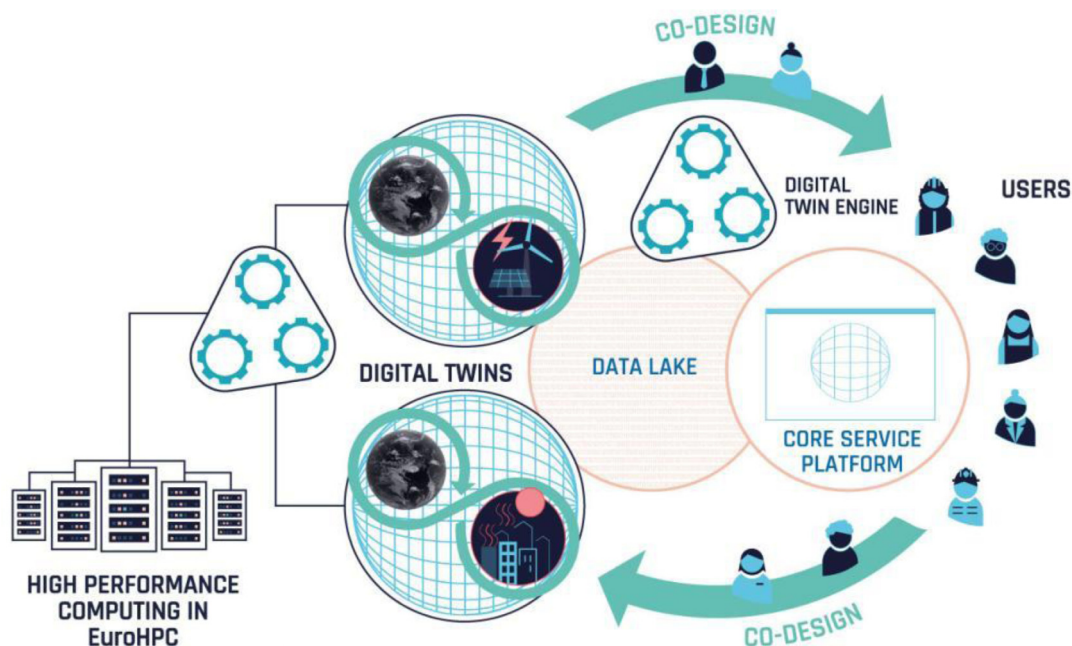 CO-DESIGN
DIGITAL
TWIN ENGINE
USERS
DIGITAL TWINS
DATA LAKE
CORE SERVICE
PLATFORM
HIGH PERFORMANCE
COMPUTING IN
EuroHPC
CO-DESIGN